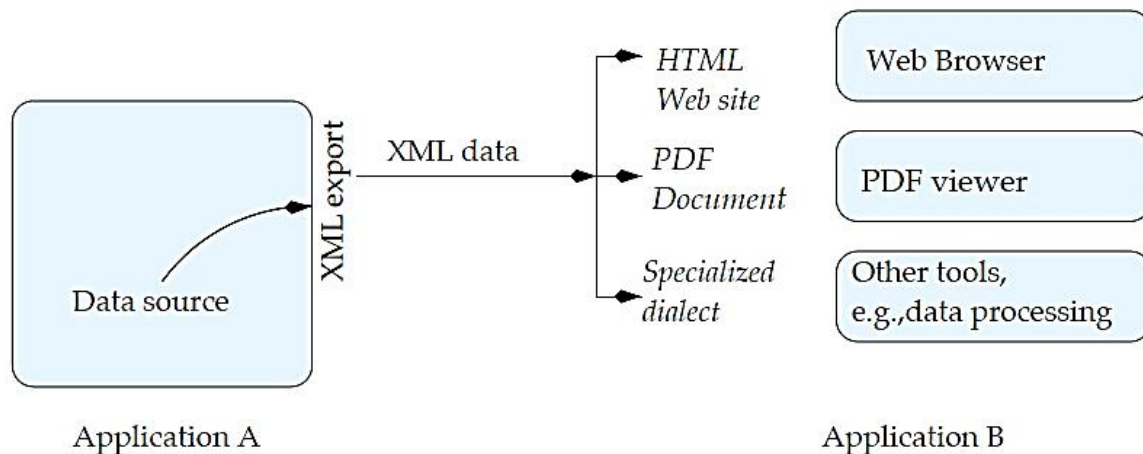 Data source
XML export
XML data
HTML
Web site
PDF
Document
Specialized
dialect
Web Browser
PDF viewer
Other tools,
e.g.,data processing
Application A
Application B